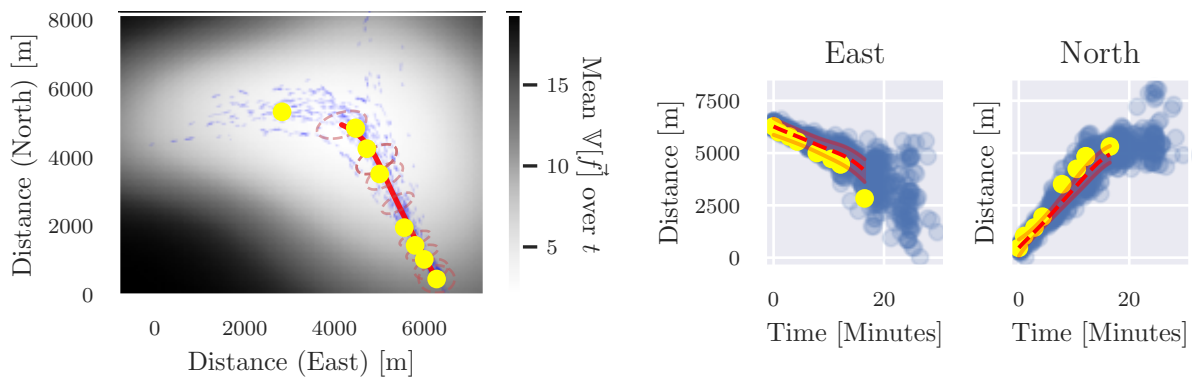 8000
6000
4000
2000
0
Distance (North) [m]
0 2000 4000 6000
Distance (East) [m]
15
10
5
Mean 𝕍[f⃗] over t
East
7500
5000
2500
0
Distance [m]
0 20
Time [Minutes]
North
Distance [m]
0 20
Time [Minutes]